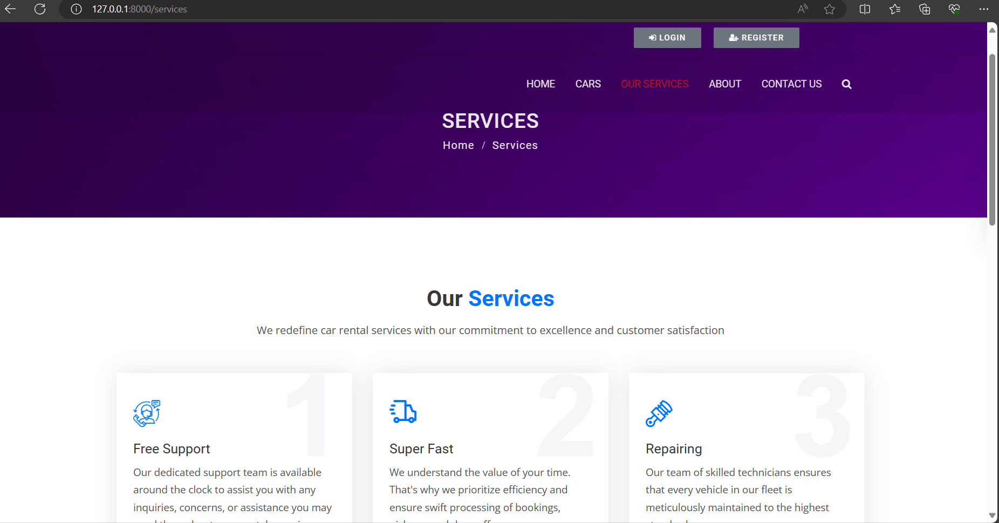 127.0.0.1:8000/services
LOGIN
REGISTER
HOME CARS OUR SERVICES ABOUT CONTACT US
SERVICES
Home / Services
Our Services
We redefine car rental services with our commitment to excellence and customer satisfaction
1
Free Support
Our dedicated support team is available
around the clock to assist you with any
inquiries, concerns, or assistance you may
2
Super Fast
We understand the value of your time.
That's why we prioritize efficiency and
ensure swift processing of bookings,
3
Repairing
Our team of skilled technicians ensures
that every vehicle in our fleet is
meticulously maintained to the highest